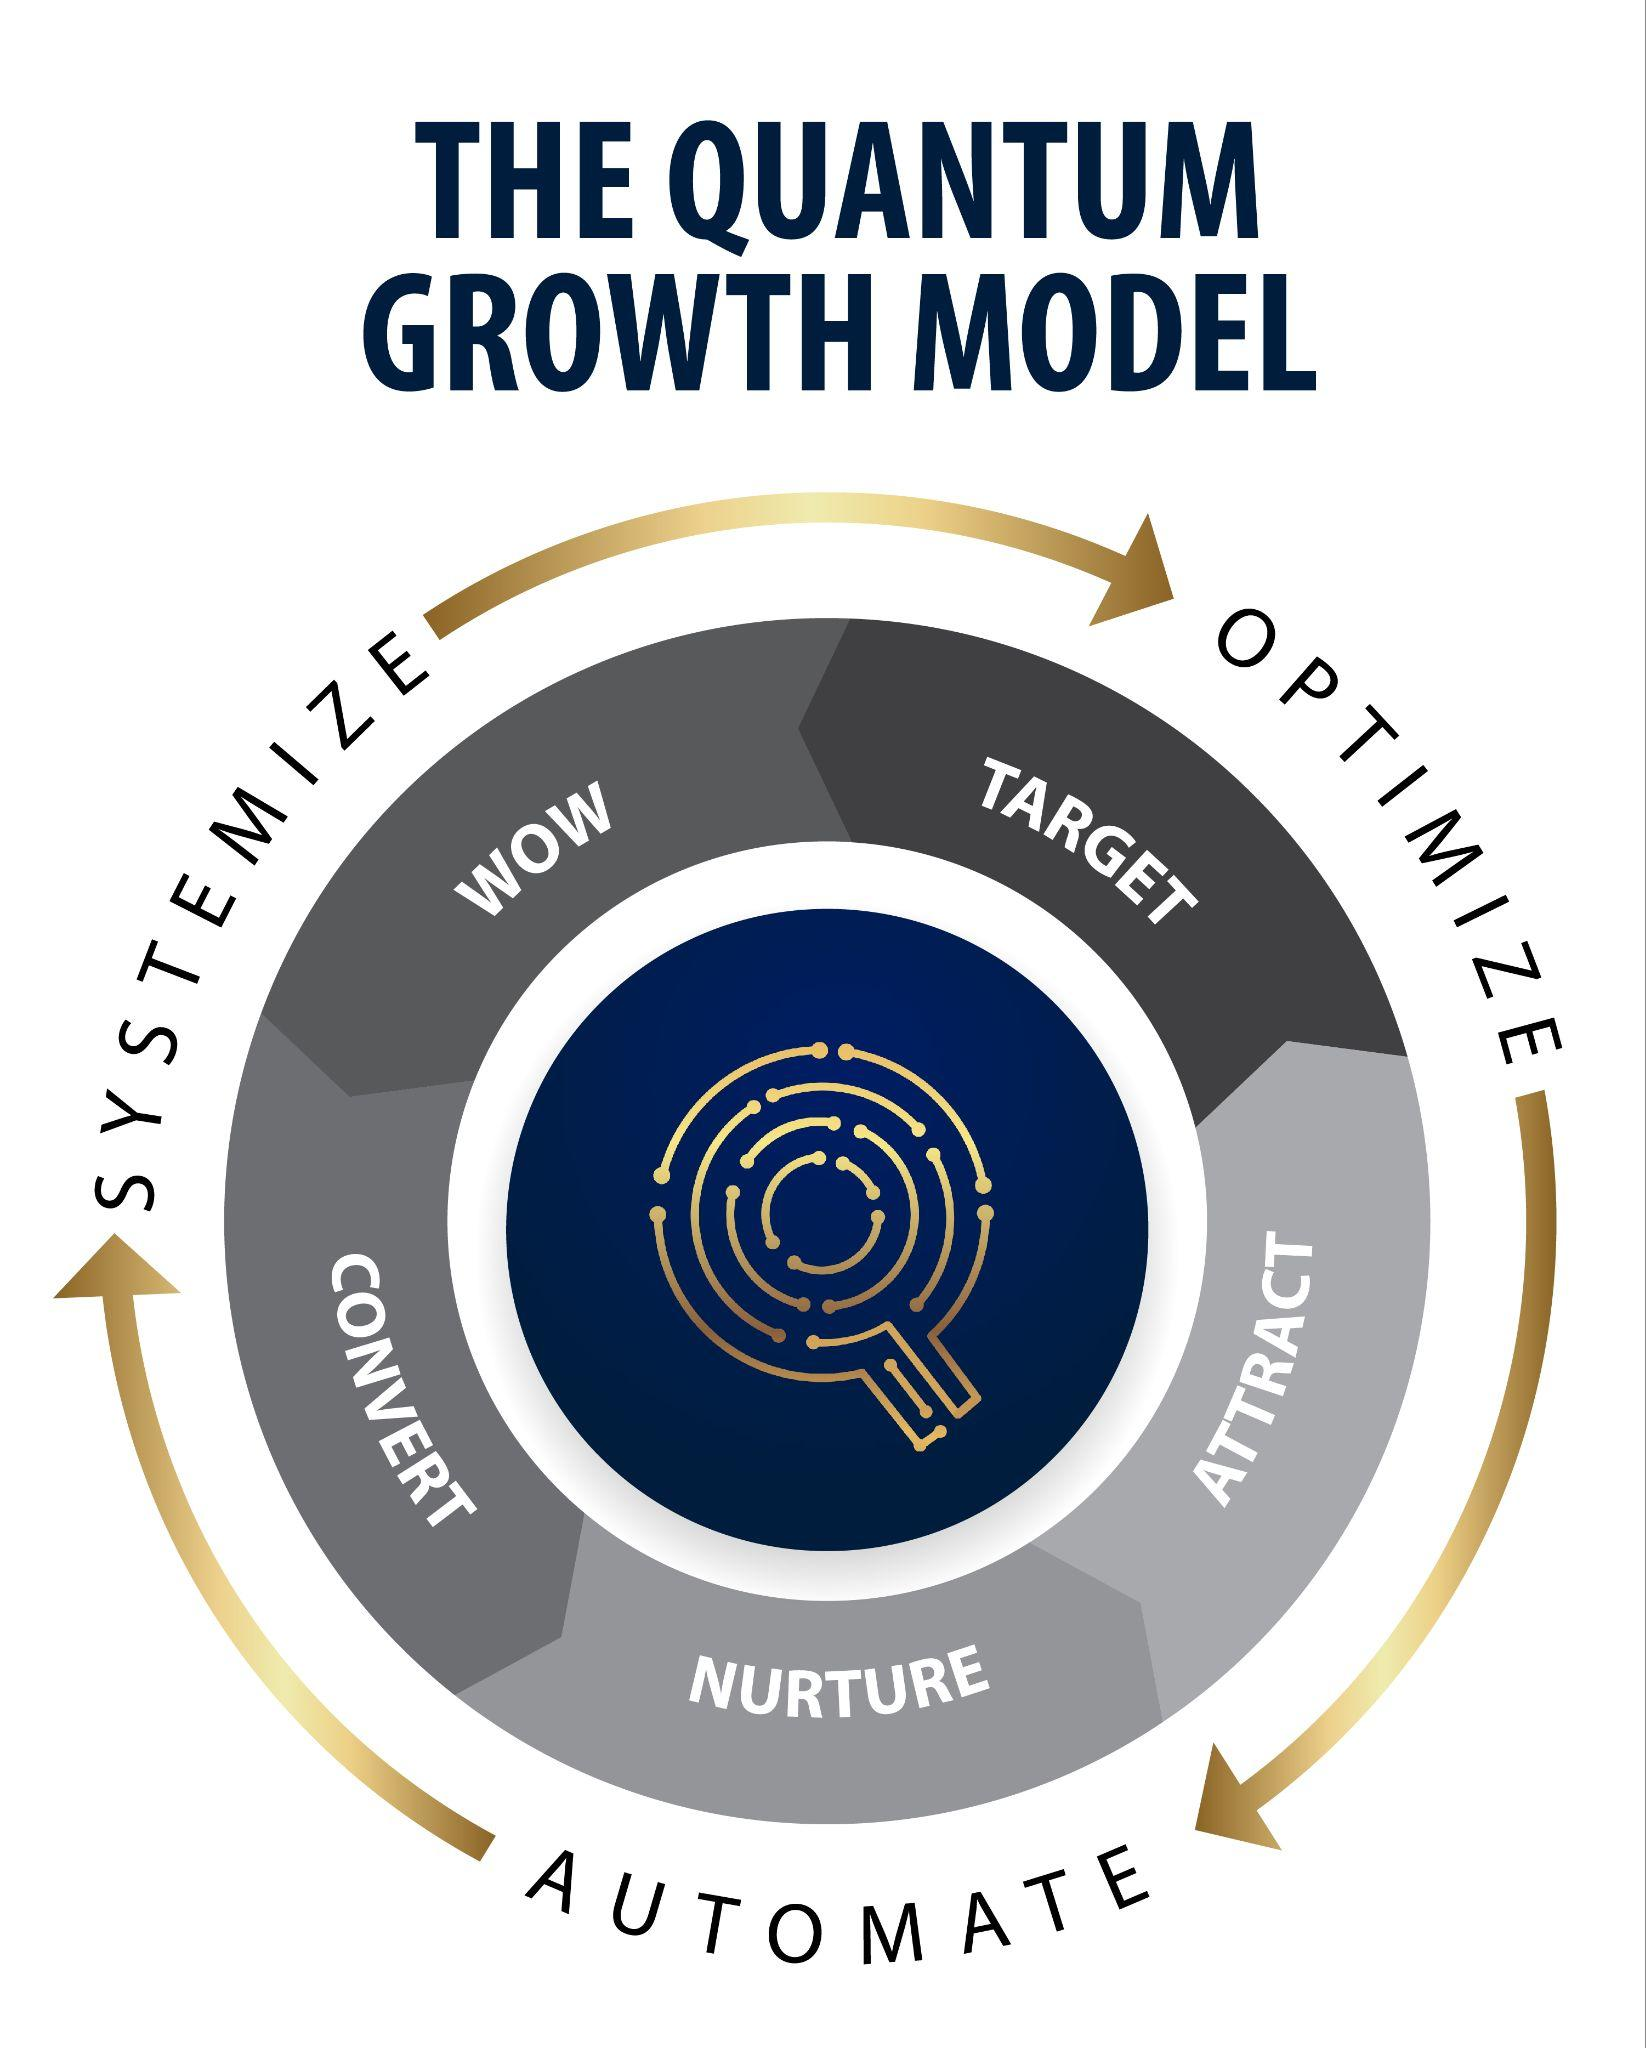 THE QUANTUM
GROWTH MODEL
SYSTEMIZE
OPTIMIZE
AUTOMATE
WOW
TARGET
ATTRACT
NURTURE
CONVERT